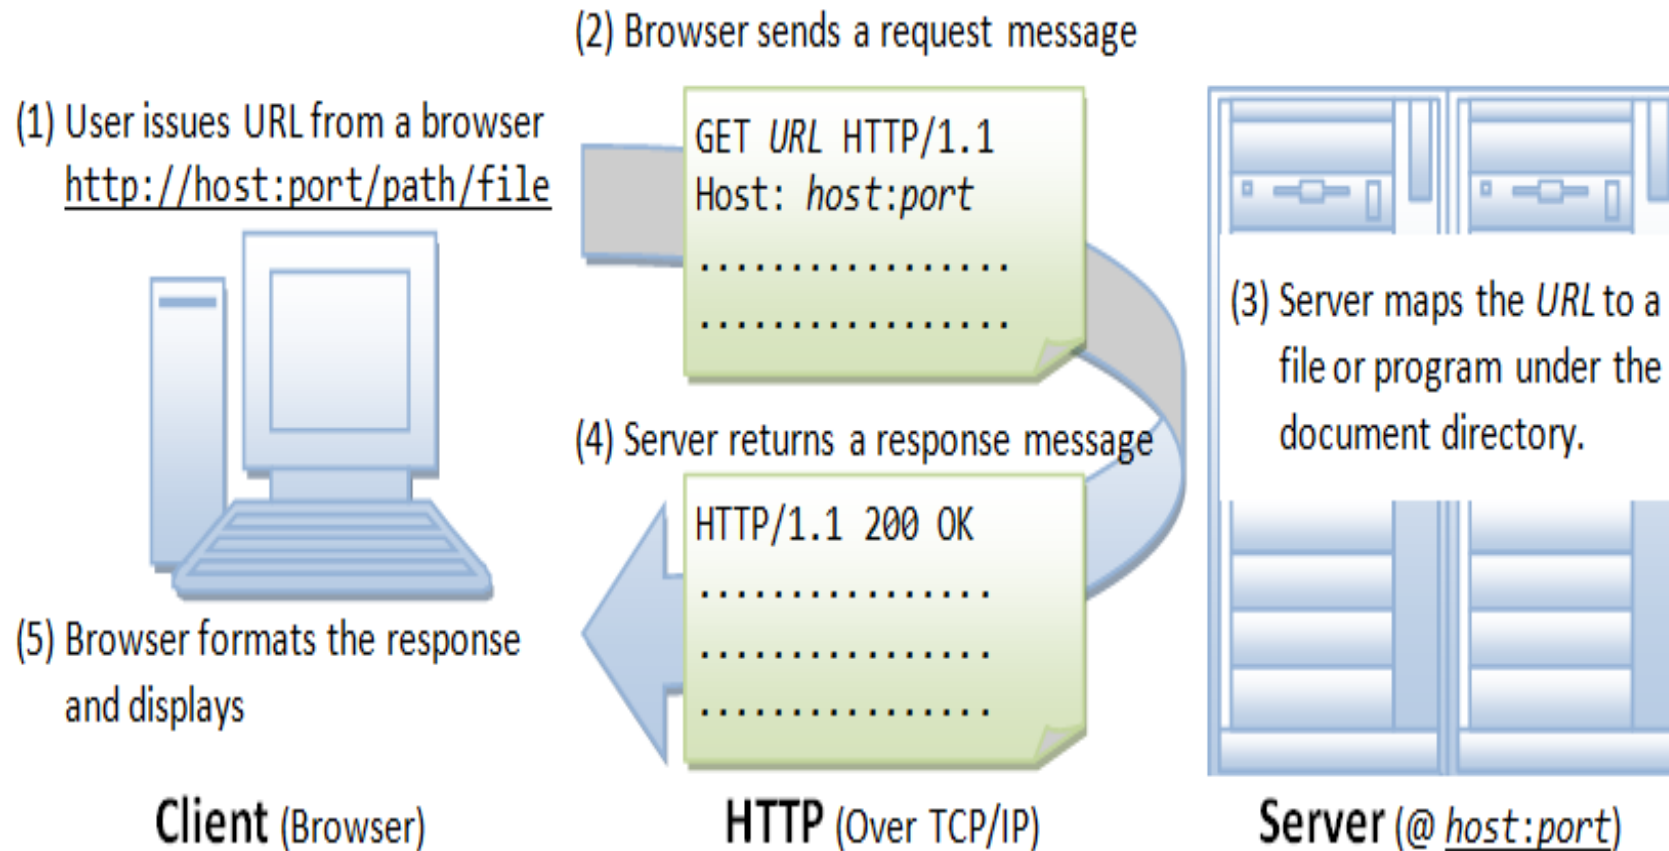 (1) User issues URL from a browser
http://host:port/path/file
(2) Browser sends a request message
GET URL HTTP/1.1
Host: host:port
..................
..................
(3) Server maps the URL to a
file or program under the
document directory.
(4) Server returns a response message
HTTP/1.1 200 OK
.................
.................
.................
(5) Browser formats the response
and displays
Client (Browser)
HTTP (Over TCP/IP)
Server (@ host:port)